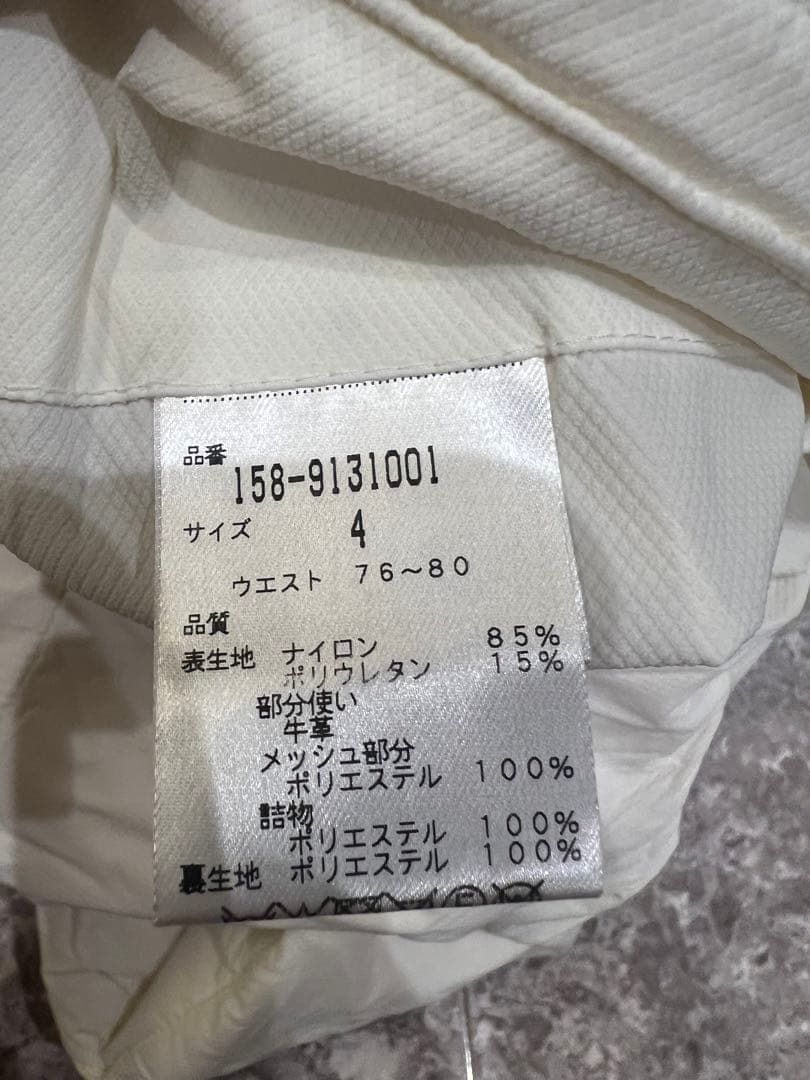 品番
158-9131001
サイズ 4
ウエスト 76～80
品質
表生地 ナイロン 85%
ポリウレタン 15%
部分使い
牛革
メッシュ部分
ポリエステル 100%
詰物
ポリエステル 100%
裏生地 ポリエステル 100%